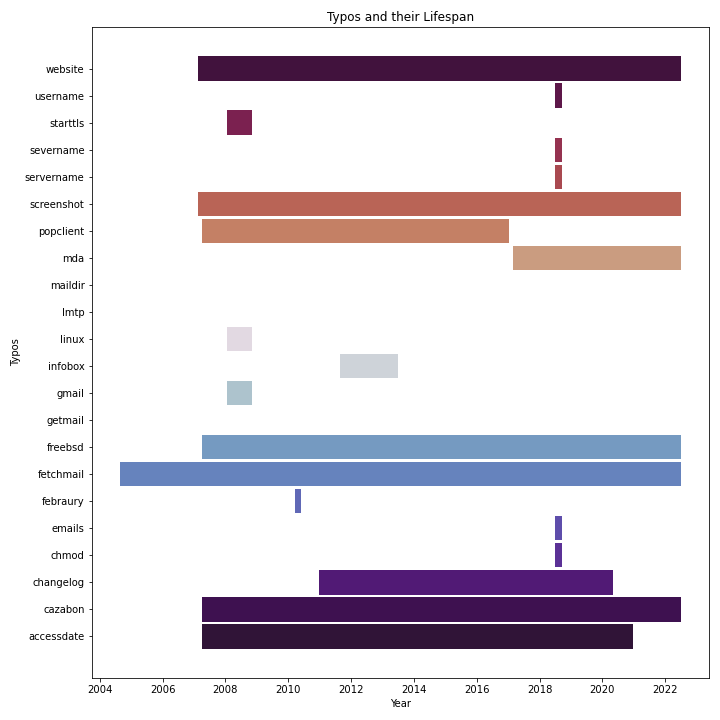 Typos and their Lifespan
website
username
starttls
severname
servername
screenshot
popclient
mda
maildir
lmtp
linux
infobox
gmail
getmail
freebsd
fetchmail
febraury
emails
chmod
changelog
cazabon
accessdate
Typos
2004 2006 2008 2010 2012 2014 2016 2018 2020 2022
Year